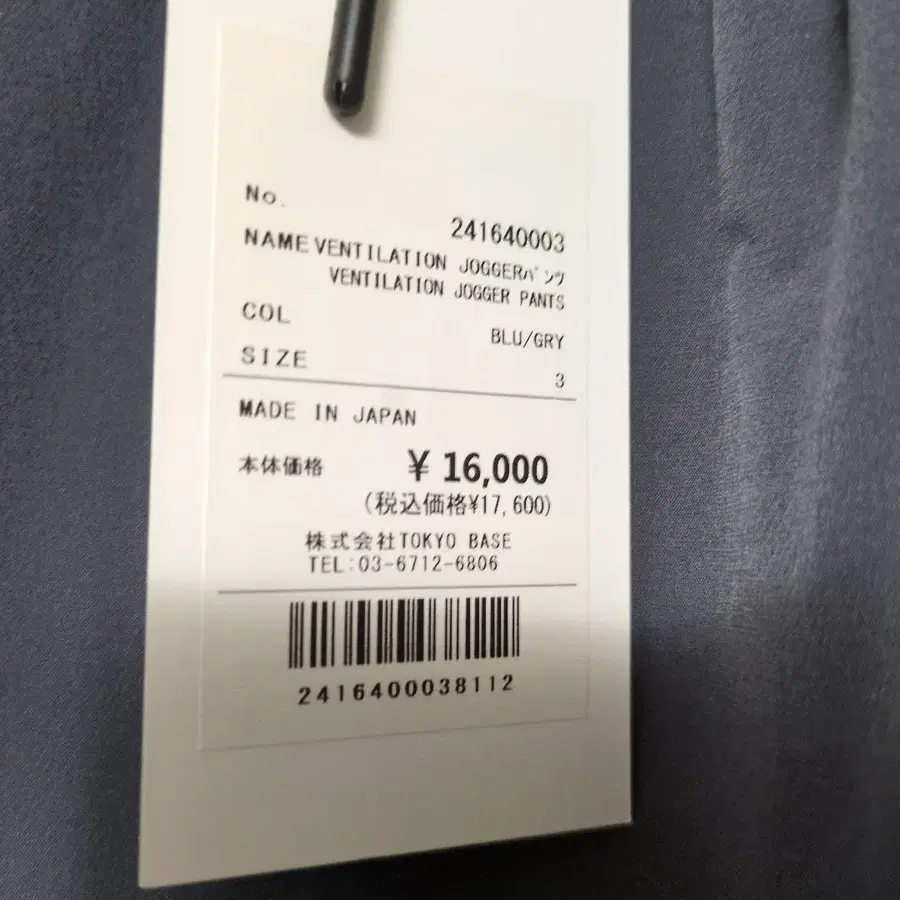 No.
241640003
NAME VENTILATION JOGGERパンツ
VENTILATION JOGGER PANTS
COL
BLU/GRY
SIZE
3
MADE IN JAPAN
本体価格 ¥ 16,000
(税込価格¥17,600)
株式会社TOKYO BASE
TEL:03-6712-6806
2416400038112